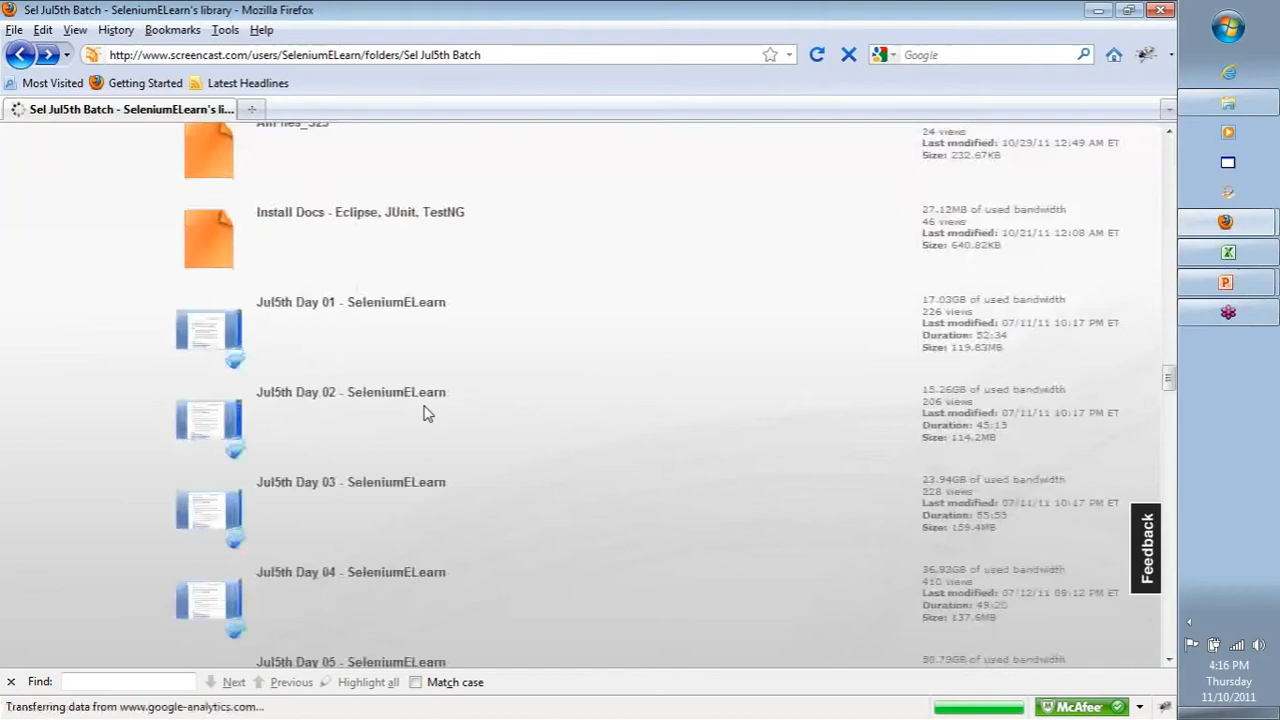 Sel Jul5th Batch - SeleniumELearn's library - Mozilla Firefox
File Edit View History Bookmarks Tools Help
http://www.screencast.com/users/SeleniumELearn/folders/Sel Jul5th Batch
Google
Most Visited Getting Started Latest Headlines
Sel Jul5th Batch - SeleniumELearn's li...
24 views
Last modified: 10/29/11 12:49 AM ET
Size: 232.67KB
Install Docs - Eclipse, JUnit, TestNG
27.12MB of used bandwidth
46 views
Last modified: 10/21/11 12:08 AM ET
Size: 640.82KB
Jul5th Day 01 - SeleniumELearn
17.03GB of used bandwidth
226 views
Last modified: 07/11/11 10:17 PM ET
Duration: 52:34
Size: 119.83MB
Jul5th Day 02 - SeleniumELearn
15.26GB of used bandwidth
206 views
Last modified: 07/11/11 10:17 PM ET
Duration: 45:13
Size: 114.2MB
Jul5th Day 03 - SeleniumELearn
23.94GB of used bandwidth
228 views
Last modified: 07/11/11 10:17 PM ET
Duration:
Size: 159.4MB
Jul5th Day 04 - SeleniumELearn
36.93GB of used bandwidth
410 views
Last modified: 07/12/11 09:12 PM ET
Duration: 49:20
Size: 137.6MB
Jul5th Day 05 - SeleniumELearn
of used bandwidth
Feedback
Find: Next Previous Highlight all Match case
Transferring data from www.google-analytics.com...
McAfee
4:16 PM
Thursday
11/10/2011